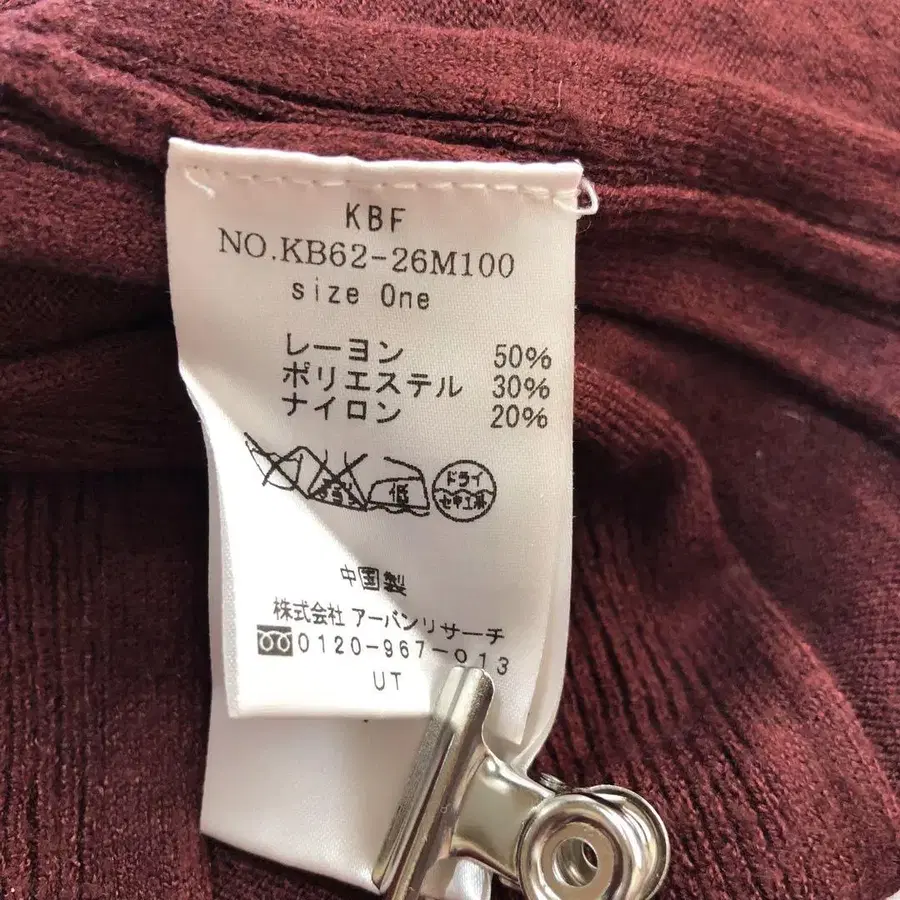 KBF
NO.KB62-26M100
size One
レーヨン 50%
ポリエステル 30%
ナイロン 20%
低
ドライ
セキユ系
中国製
株式会社 アーバンリサーチ
0120-967-013
UT